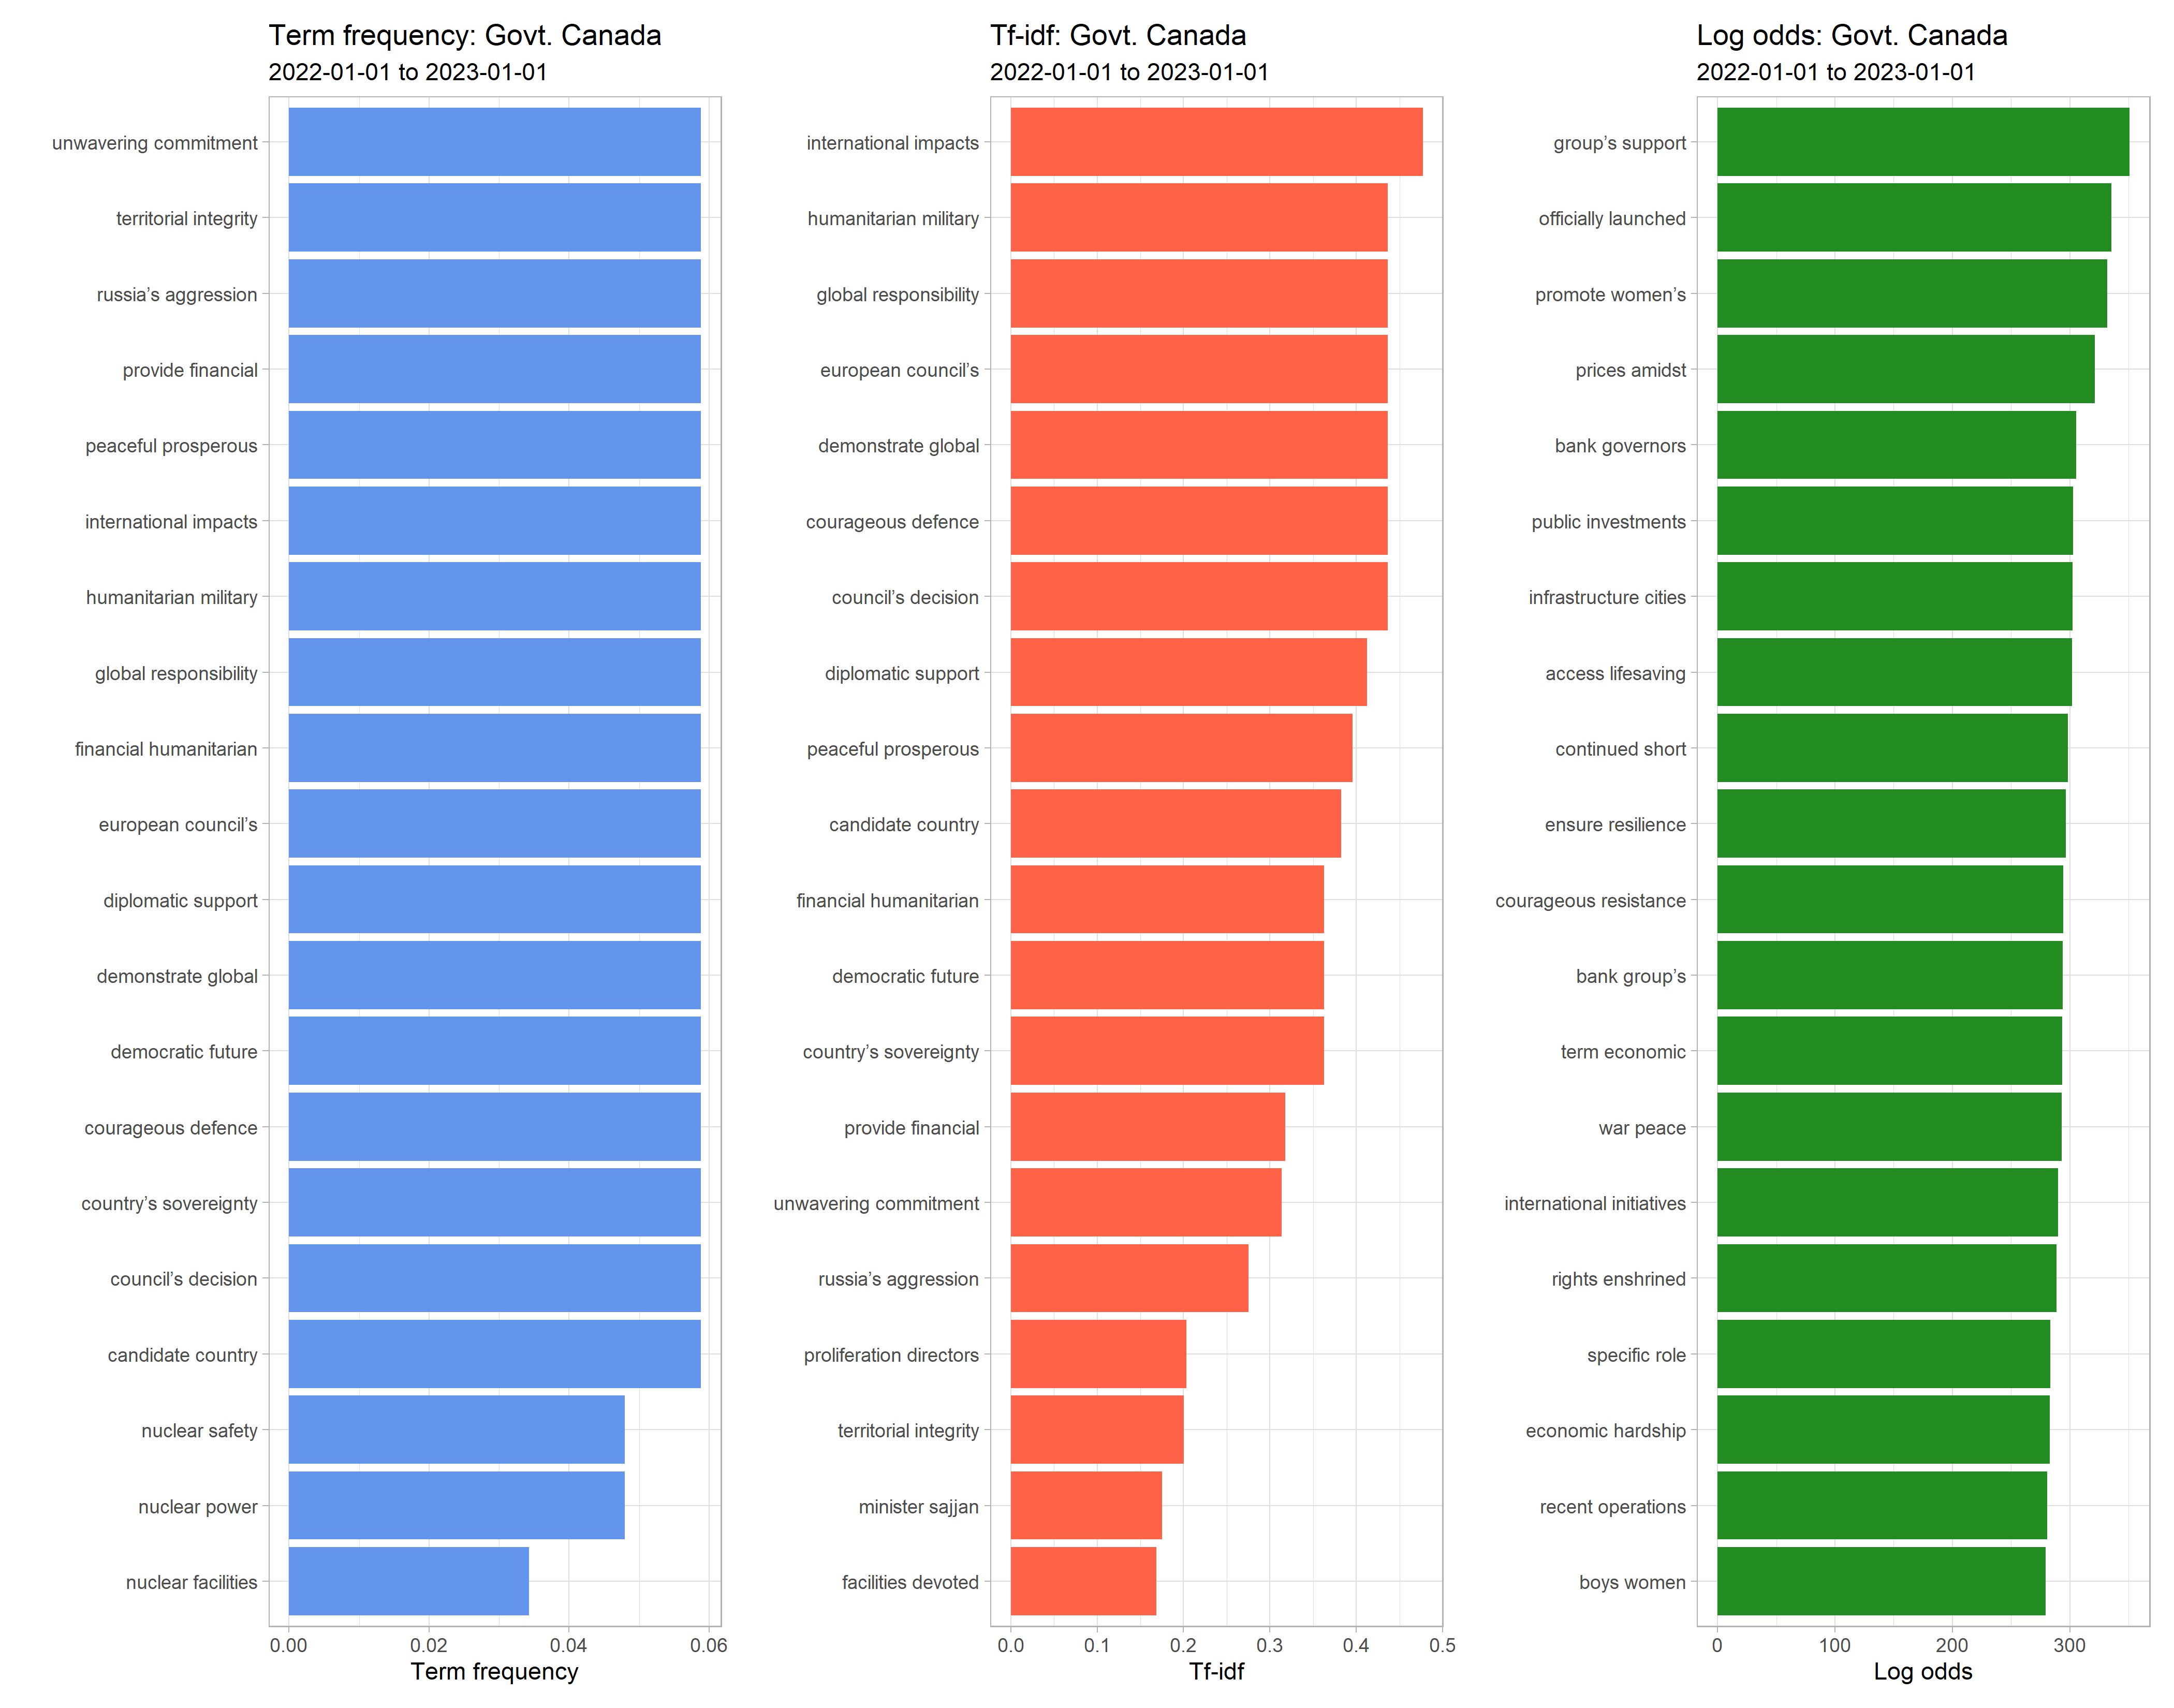 Term frequency: Govt. Canada
2022-01-01 to 2023-01-01
unwavering commitment
territorial integrity
russia’s aggression
provide financial
peaceful prosperous
international impacts
humanitarian military
global responsibility
financial humanitarian
european council’s
diplomatic support
demonstrate global
democratic future
courageous defence
country’s sovereignty
council’s decision
candidate country
nuclear safety
nuclear power
nuclear facilities
0.00 0.02 0.04 0.06
Term frequency
Tf-idf: Govt. Canada
2022-01-01 to 2023-01-01
international impacts
humanitarian military
global responsibility
european council’s
demonstrate global
courageous defence
council’s decision
diplomatic support
peaceful prosperous
candidate country
financial humanitarian
democratic future
country’s sovereignty
provide financial
unwavering commitment
russia’s aggression
proliferation directors
territorial integrity
minister sajjan
facilities devoted
0.0 0.1 0.2 0.3 0.4 0.5
Tf-idf
Log odds: Govt. Canada
2022-01-01 to 2023-01-01
group’s support
officially launched
promote women’s
prices amidst
bank governors
public investments
infrastructure cities
access lifesaving
continued short
ensure resilience
courageous resistance
bank group’s
term economic
war peace
international initiatives
rights enshrined
specific role
economic hardship
recent operations
boys women
0 100 200 300
Log odds